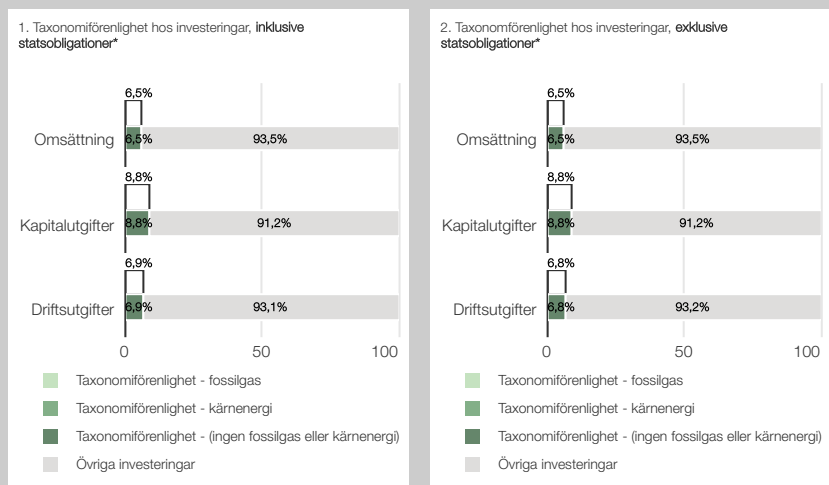 1. Taxonomiförenlighet hos investeringar, inklusive
statsobligationer*
6,5%
Omsättning
6,5%
93,5%
8,8%
Kapitalutgifter
8,8%
91,2%
6,9%
Driftsutgifter
6,9%
93,1%
0
50
100
Taxonomiförenlighet - fossilgas
Taxonomiförenlighet - kärnenergi
Taxonomiförenlighet - (ingen fossilgas eller kärnenergi)
Övriga investeringar
2. Taxonomförenlighet hos investeringar, exklusive
statsobligationer*
6,5%
Omsättning
6,5%
93,5%
8,8%
Kapitalutgifter
8,8%
91,2%
6,8%
Driftsutgifter
6,8%
93,2%
0
50
100
Taxonomiförenlighet - fossilgas
Taxonomiförenlighet - kärnenergi
Taxonomiförenlighet - (ingen fossilgas eller kärnenergi)
Övriga investeringar